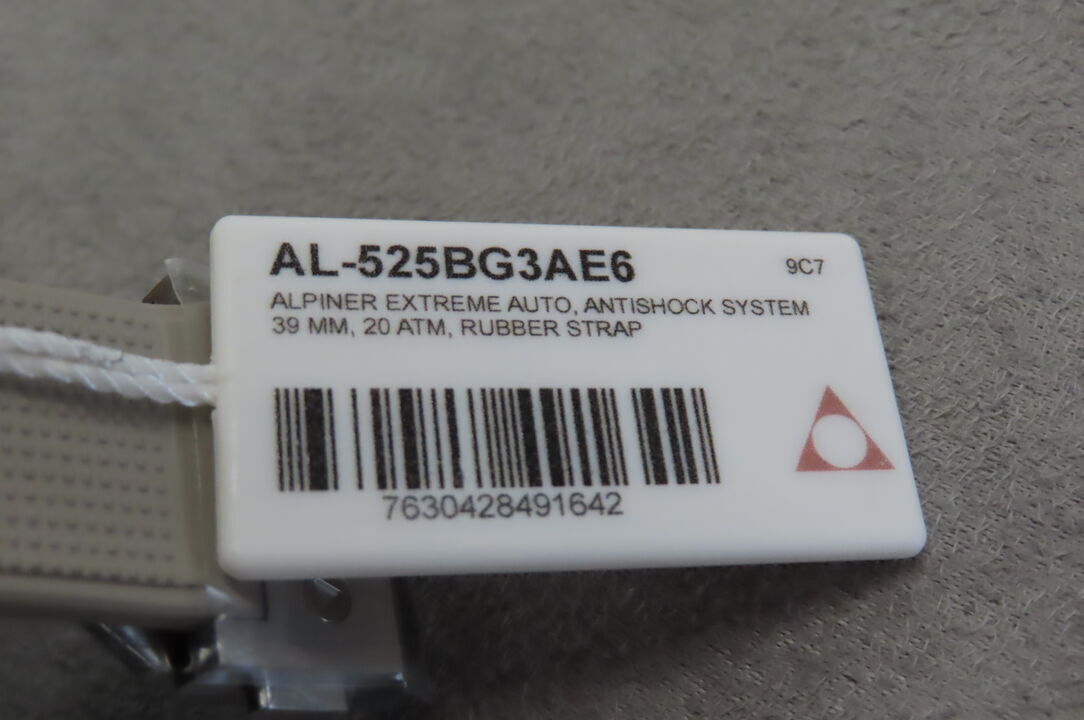 AL-525BG3AE6
9C7
ALPINER EXTREME AUTO, ANTISHOCK SYSTEM
39 MM, 20 ATM, RUBBER STRAP
7630428491642